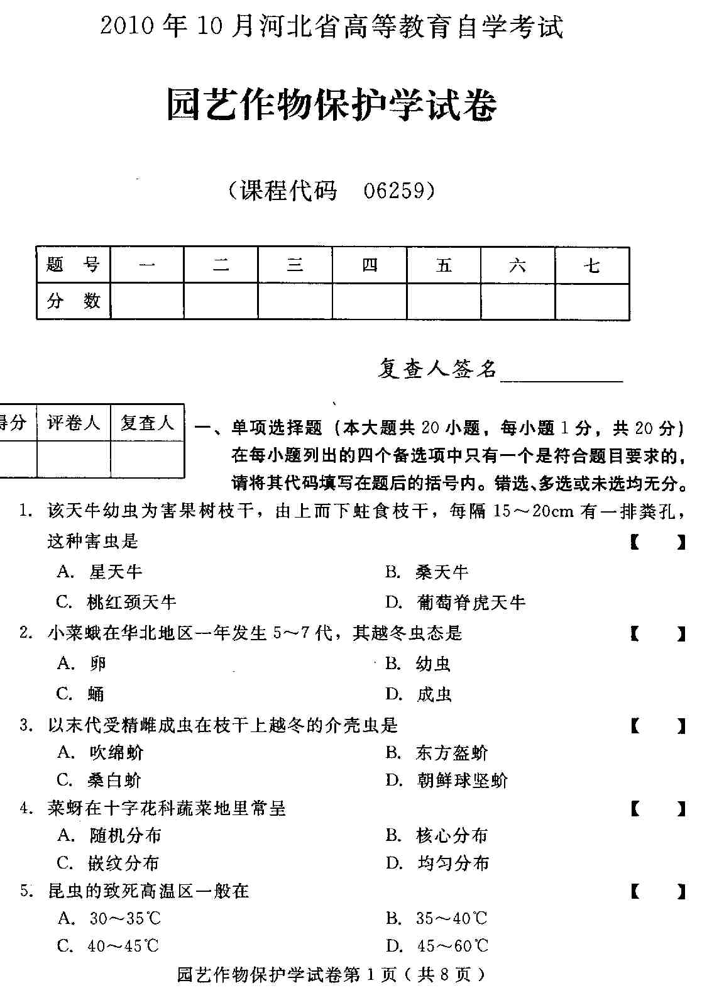 2010 年 10 月河北省高等教育自学考试
园艺作物保护学试卷
(课程代码 06259)
题 号 一 二 三 四 五 六 七
分 数
复查人签名
得分 评卷人 复查人
一、单项选择题(本大题共 20 小题,每小题 1 分,共 20 分)
在每小题列出的四个备选项中只有一个是符合题目要求的,
请将其代码填写在题后的括号内。错选、多选或未选均无分。
1. 该天牛幼虫为害果树枝干,由上而下蛀食枝干,每隔 15~20cm 有一排粪孔,
这种害虫是 【 】
A. 星天牛 B. 桑天牛
C. 桃红颈天牛 D. 葡萄脊虎天牛
2. 小菜蛾在华北地区一年发生 5~7 代,其越冬虫态是 【 】
A. 卵 B. 幼虫
C. 蛹 D. 成虫
3. 以末代受精雌成虫在枝干上越冬的介壳虫是 【 】
A. 吹绵蚧 B. 东方盔蚧
C. 桑白蚧 D. 朝鲜球坚蚧
4. 菜蚜在十字花科蔬菜地里常呈 【 】
A. 随机分布 B. 核心分布
C. 嵌纹分布 D. 均匀分布
5. 昆虫的致死高温区一般在 【 】
A. 30~35℃ B. 35~40℃
C. 40~45℃ D. 45~60℃
园艺作物保护学试卷第 1 页(共 8 页)